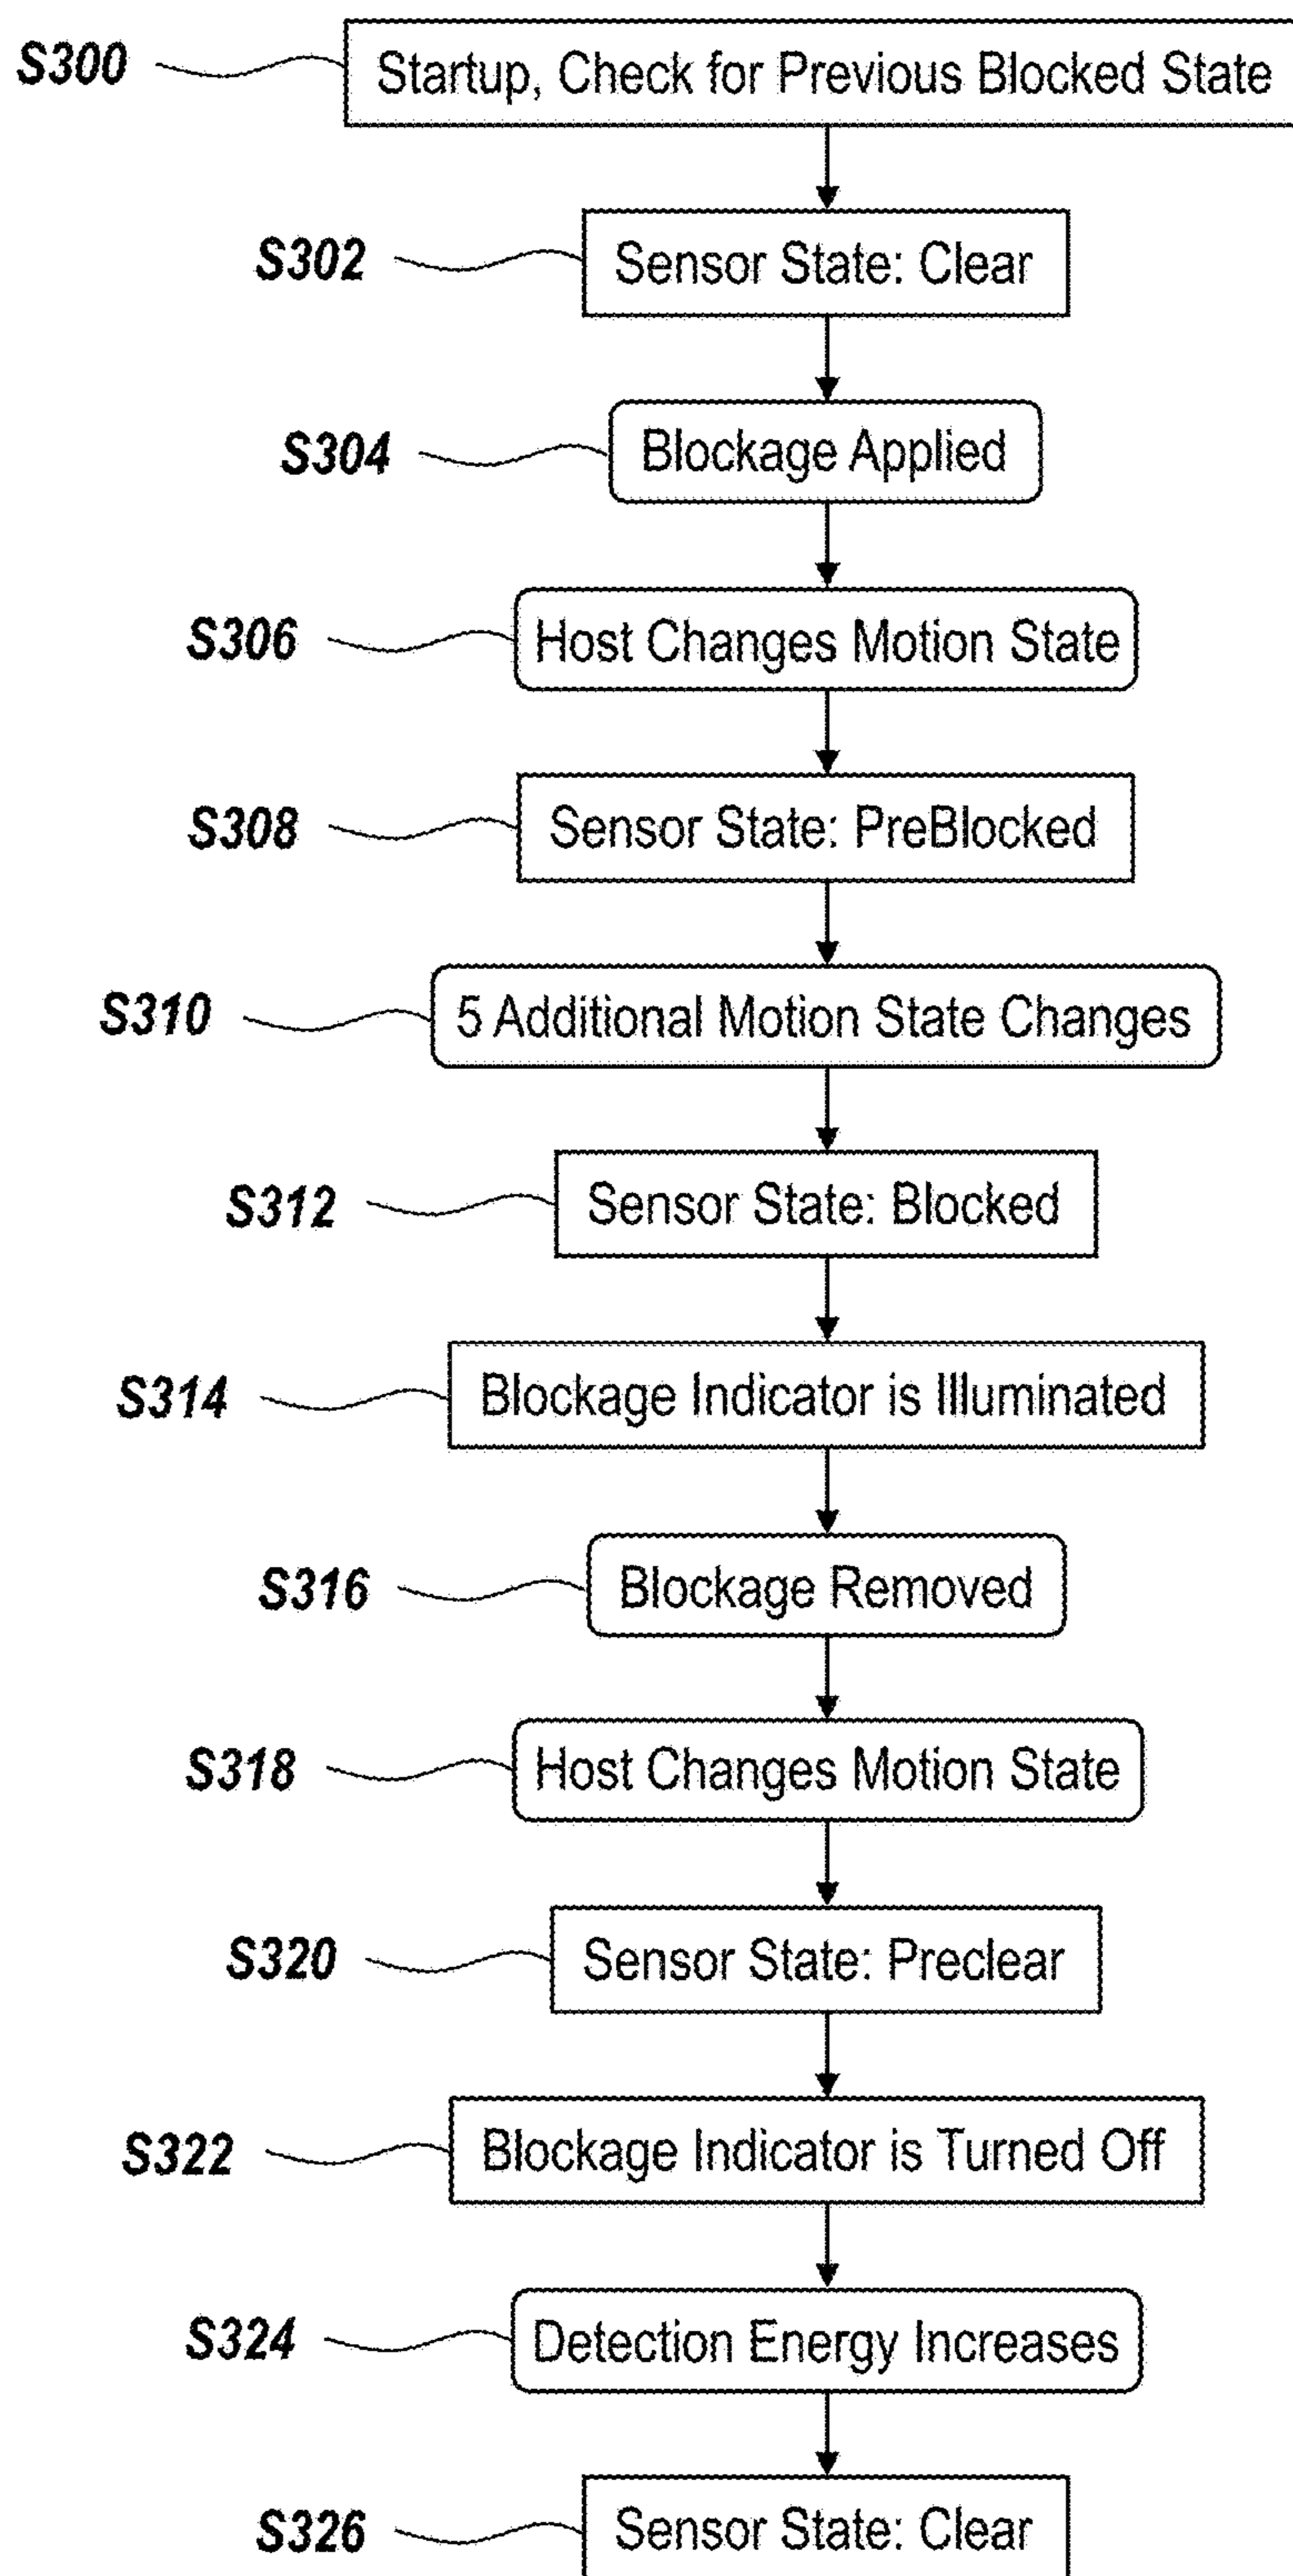 S300 Startup, Check for Previous Blocked State
S302 Sensor State: Clear
S304 Blockage Applied
S306 Host Changes Motion State
S308 Sensor State: PreBlocked
S310 5 Additional Motion State Changes
S312 Sensor State: Blocked
S314 Blockage Indicator is Illuminated
S316 Blockage Removed
S318 Host Changes Motion State
S320 Sensor State: Preclear
S322 Blockage Indicator is Turned Off
S324 Detection Energy Increases
S326 Sensor State: Clear